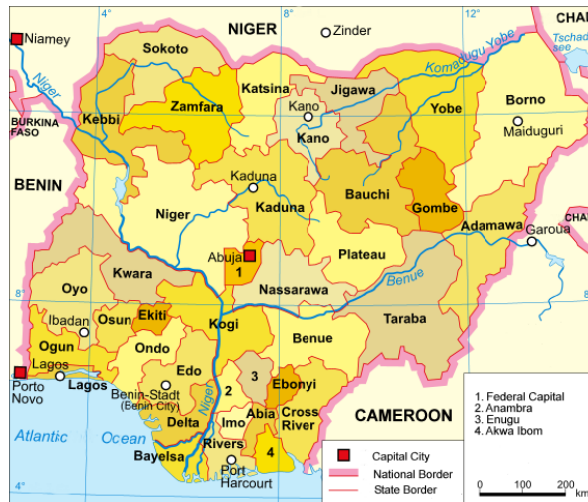 4°
8°
12°
NIGER
Zinder
CHA
Niamey
Tschad-
see
Sokoto
Katsina
Komadugu Yobe
Niger
Jigawa
Zamfara
Kano
Yobe
Borno
Kebbi
Kano
Maiduguri
BURKINA
FASO
BENIN
Kaduna
Bauchi
Gombe
Niger
Kaduna
Adamawa
CHA
Garoua
Plateau
Abuja
1
Kwara
Benue
Nassarawa
8°
Oyo
8°
Taraba
Ibadan
Osun
Ekiti
Kogi
Benue
Ogun
Ondo
Lagos
Edo
2
3
Ebonyi
Porto
Novo
Lagos
Benin-Stadt
(Benin City)
Niger
Abia
Cross
River
CAMEROON
Imo
Delta
Atlantic Ocean
Rivers
4
Bayelsa
Port
Harcourt
4°
8°
1. Federal Capital
2. Anambra
3. Enugu
4. Akwa Ibom
Capital City
National Border
State Border
0 100 200
km